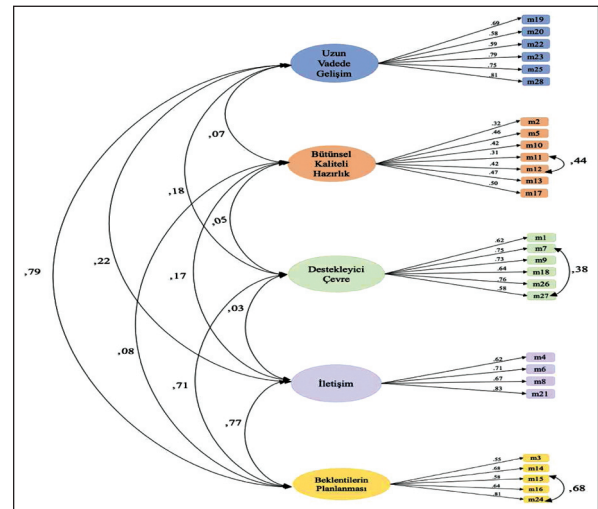 .69 m19
.58 m20
.59 m22
.79 m23
.75 m25
.81 m28
Uzun
Vadede
Gelişim
,07
.32 m2
.46 m5
.42 m10
.31 m11
.42 m12
.47 m13
.50 m17
,44
Bütünsel
Kaliteli
Hazırlık
,18
,05
.62 m1
.75 m7
.73 m9
.64 m18
.76 m26
.58 m27
,38
Destekleyici
Çevre
,79
,22
,17
,03
,08
,71
.62 m4
.71 m6
.67 m8
.83 m21
İletişim
,77
.55 m3
.68 m14
.58 m15
.64 m16
.81 m24
,68
Beklentilerin
Planlanması